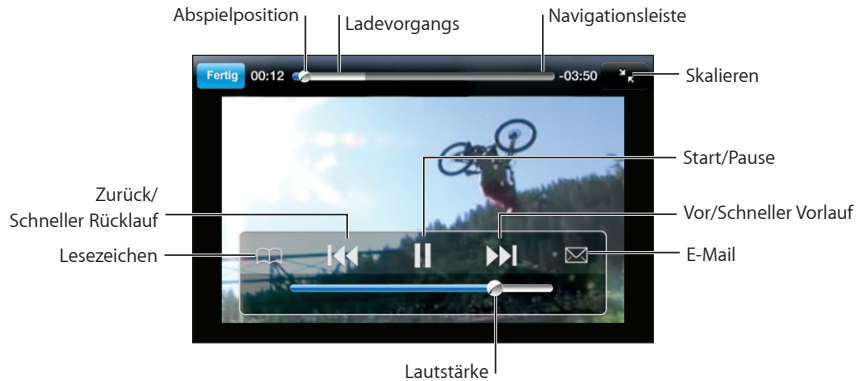 Abspielposition
Ladevorgangs
Navigationsleiste
Fertig 00:12 -03:50
Skalieren
Start/Pause
Zurück/
Schneller Rücklauf
Vor/Schneller Vorlauf
Lesezeichen
E-Mail
Lautstärke